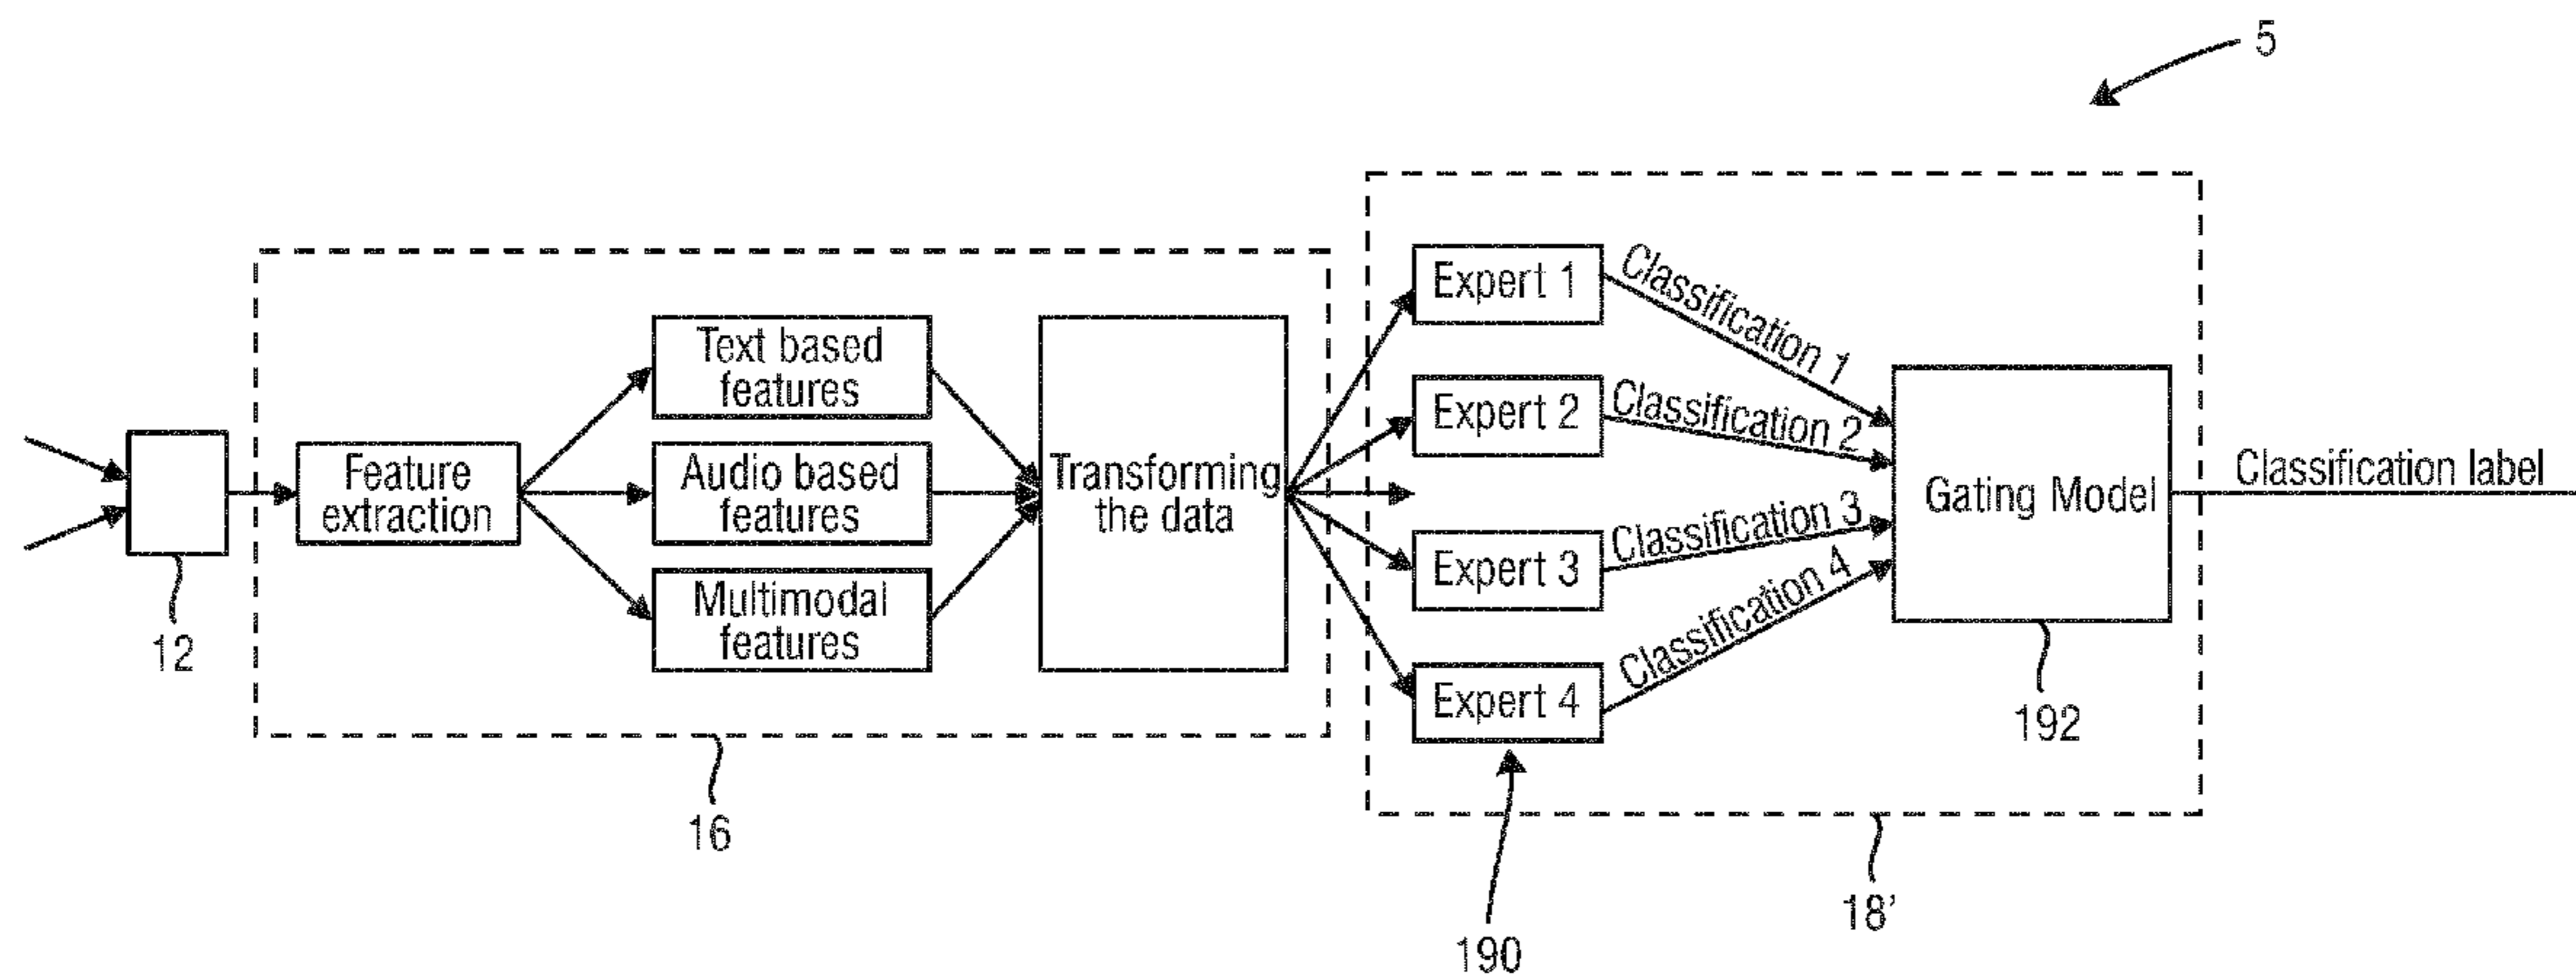 5
12
Feature
extraction
Text based
features
Audio based
features
Multimodal
features
Transforming
the data
16
Expert 1
Expert 2
Expert 3
Expert 4
Classification 1
Classification 2
Classification 3
Classification 4
190
Gating Model
192
18’
Classification label